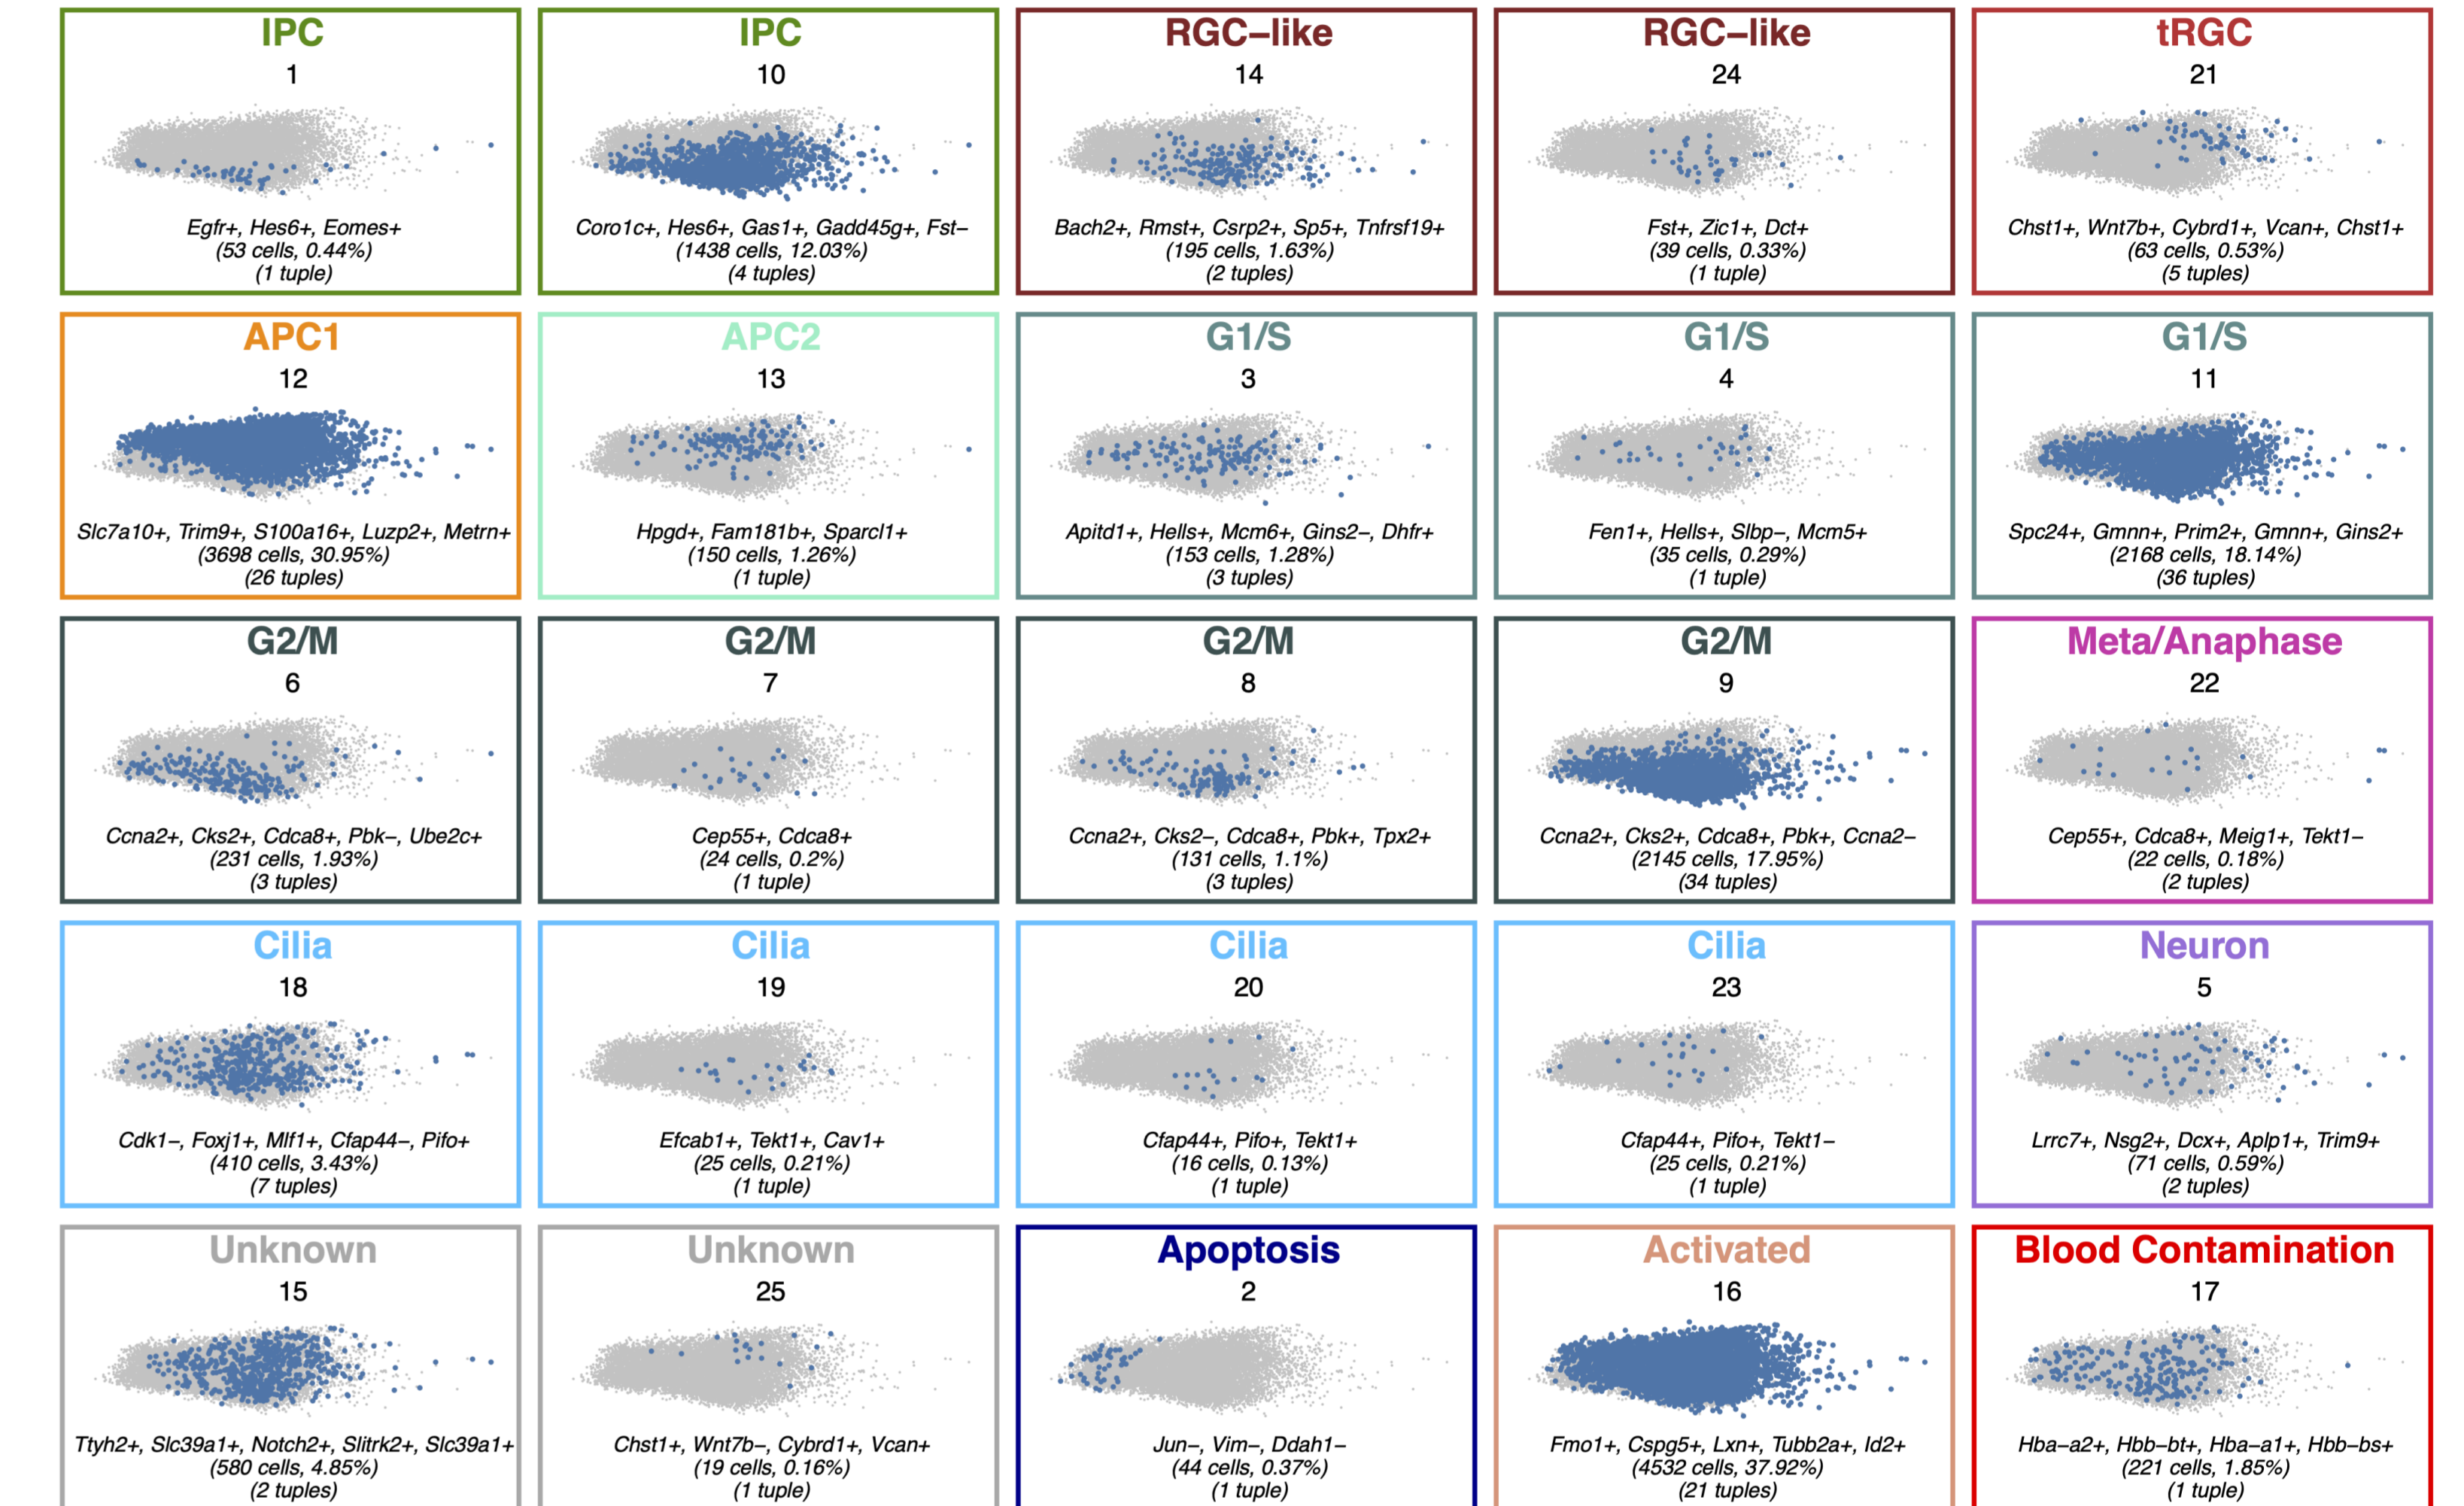 IPC
1
Egfr+, Hes6+, Eomes+
(53 cells, 0.44%)
(1 tuple)
IPC
10
Coro1c+, Hes6+, Gas1+, Gadd45g+, Fst−
(1438 cells, 12.03%)
(4 tuples)
RGC−like
14
Bach2+, Rmst+, Csrp2+, Sp5+, Tnfrsf19+
(195 cells, 1.63%)
(2 tuples)
RGC−like
24
Fst+, Zic1+, Dct+
(39 cells, 0.33%)
(1 tuple)
tRGC
21
Chst1+, Wnt7b+, Cybrd1+, Vcan+, Chst1+
(63 cells, 0.53%)
(5 tuples)
APC1
12
Slc7a10+, Trim9+, S100a16+, Luzp2+, Metrn+
(3698 cells, 30.95%)
(26 tuples)
APC2
13
Hpgd+, Fam181b+, Sparcl1+
(150 cells, 1.26%)
(1 tuple)
G1/S
3
Apitd1+, Hells+, Mcm6+, Gins2−, Dhfr+
(153 cells, 1.28%)
(3 tuples)
G1/S
4
Fen1+, Hells+, Slbp−, Mcm5+
(35 cells, 0.29%)
(1 tuple)
G1/S
11
Spc24+, Gmnn+, Prim2+, Gmnn+, Gins2+
(2168 cells, 18.14%)
(36 tuples)
G2/M
6
Ccna2+, Cks2+, Cdca8+, Pbk−, Ube2c+
(231 cells, 1.93%)
(3 tuples)
G2/M
7
Cep55+, Cdca8+
(24 cells, 0.2%)
(1 tuple)
G2/M
8
Ccna2+, Cks2−, Cdca8+, Pbk+, Tpx2+
(131 cells, 1.1%)
(3 tuples)
G2/M
9
Ccna2+, Cks2+, Cdca8+, Pbk+, Ccna2−
(2145 cells, 17.95%)
(34 tuples)
Meta/Anaphase
22
Cep55+, Cdca8+, Meig1+, Tekt1−
(22 cells, 0.18%)
(2 tuples)
Cilia
18
Cdk1−, Foxj1+, Mlf1+, Cfap44−, Pifo+
(410 cells, 3.43%)
(7 tuples)
Cilia
19
Efcab1+, Tekt1+, Cav1+
(25 cells, 0.21%)
(1 tuple)
Cilia
20
Cfap44+, Pifo+, Tekt1+
(16 cells, 0.13%)
(1 tuple)
Cilia
23
Cfap44+, Pifo+, Tekt1−
(25 cells, 0.21%)
(1 tuple)
Neuron
5
Lrrc7+, Nsg2+, Dcx+, Aplp1+, Trim9+
(71 cells, 0.59%)
(2 tuples)
Unknown
15
Ttyh2+, Slc39a1+, Notch2+, Slitrk2+, Slc39a1+
(580 cells, 4.85%)
(2 tuples)
Unknown
25
Chst1+, Wnt7b−, Cybrd1+, Vcan+
(19 cells, 0.16%)
(1 tuple)
Apoptosis
2
Jun−, Vim−, Ddah1−
(44 cells, 0.37%)
(1 tuple)
Activated
16
Fmo1+, Cspg5+, Lxn+, Tubb2a+, Id2+
(4532 cells, 37.92%)
(21 tuples)
Blood Contamination
17
Hba−a2+, Hbb−bt+, Hba−a1+, Hbb−bs+
(221 cells, 1.85%)
(1 tuple)